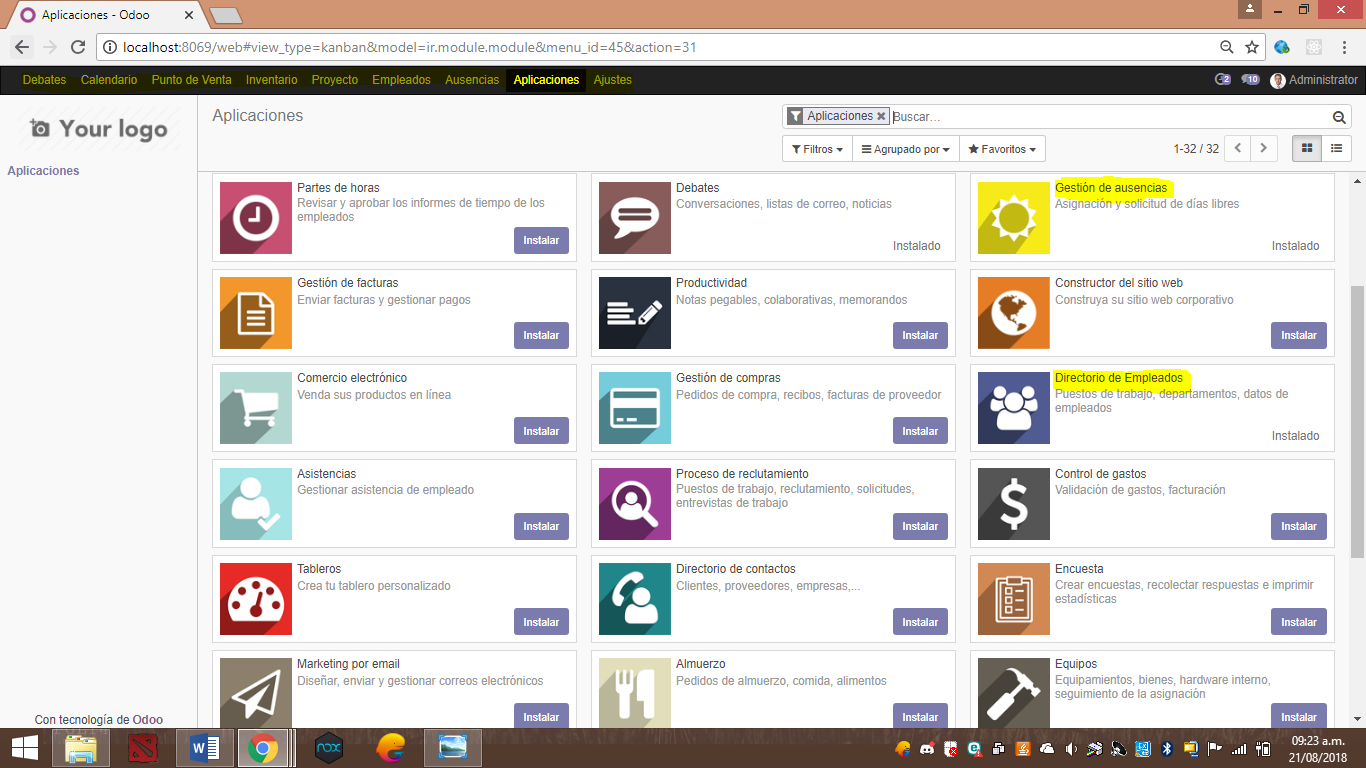 Aplicaciones - Odoo
localhost:8069/web#view_type=kanban&model=ir.module.module&menu_id=45&action=31
Debates Calendario Punto de Venta Inventario Proyecto Empleados Ausencias Aplicaciones Ajustes 2 10 Administrator
Your logo
Aplicaciones
Aplicaciones
Aplicaciones Buscar...
Filtros Agrupado por Favoritos 1-32 / 32
Partes de horas
Revisar y aprobar los informes de tiempo de los
empleados
Instalar
Debates
Conversaciones, listas de correo, noticias
Instalado
Gestión de ausencias
Asignación y solicitud de días libres
Instalado
Gestión de facturas
Enviar facturas y gestionar pagos
Instalar
Productividad
Notas pegables, colaborativas, memorandos
Instalar
Constructor del sitio web
Construya su sitio web corporativo
Instalar
Comercio electrónico
Venda sus productos en línea
Instalar
Gestión de compras
Pedidos de compra, recibos, facturas de proveedor
Instalar
Directorio de Empleados
Puestos de trabajo, departamentos, datos de
empleados
Instalado
Asistencias
Gestionar asistencia de empleado
Instalar
Proceso de reclutamiento
Puestos de trabajo, reclutamiento, solicitudes,
entrevistas de trabajo
Instalar
Control de gastos
Validación de gastos, facturación
Instalar
Tableros
Crea tu tablero personalizado
Instalar
Directorio de contactos
Clientes, proveedores, empresas,...
Instalar
Encuesta
Crear encuestas, recolectar respuestas e imprimir
estadísticas
Instalar
Marketing por email
Diseñar, enviar y gestionar correos electrónicos
Instalar
Almuerzo
Pedidos de almuerzo, comida, alimentos
Instalar
Equipos
Equipamientos, bienes, hardware interno,
seguimiento de la asignación
Instalar
Con tecnología de Odoo
nox
09:23 a.m.
21/08/2018